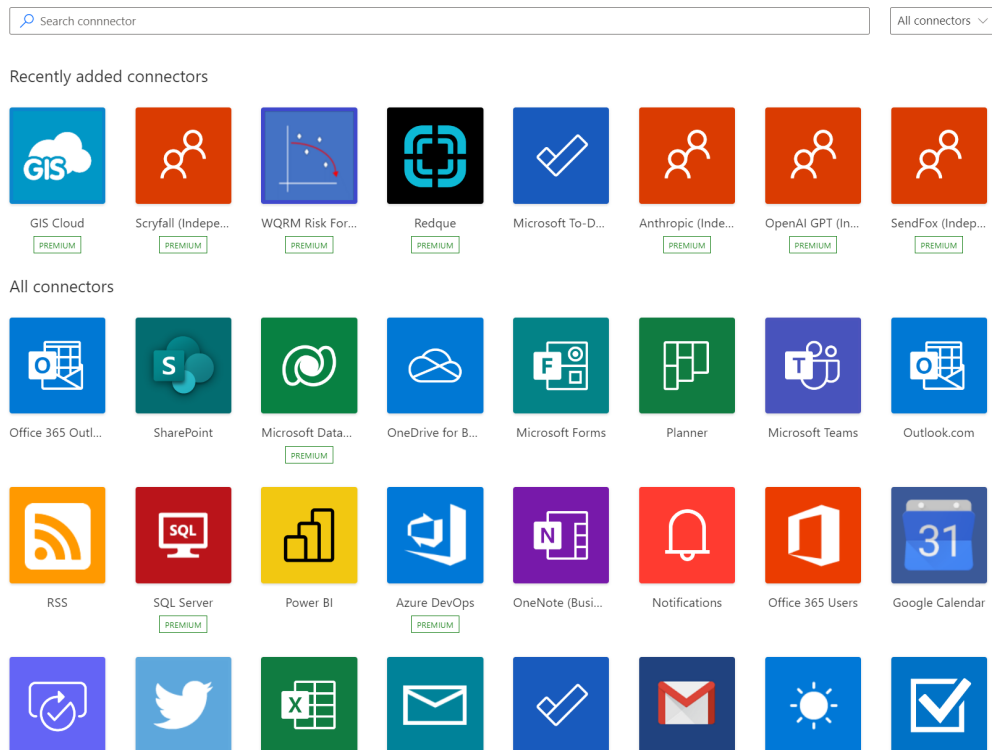 Search connnector
All connectors
Recently added connectors
GIS
GIS Cloud
PREMIUM
Scryfall (Indepe...
PREMIUM
WQRM Risk For...
PREMIUM
Redque
PREMIUM
Microsoft To-D...
Anthropic (Inde...
PREMIUM
OpenAI GPT (In...
PREMIUM
SendFox (Indep...
PREMIUM
All connectors
O
Office 365 Outl...
S
SharePoint
Microsoft Data...
PREMIUM
OneDrive for B...
F
Microsoft Forms
Planner
T
Microsoft Teams
O
Outlook.com
RSS
SQL
SQL Server
PREMIUM
Power BI
Azure DevOps
PREMIUM
N
OneNote (Busi...
Notifications
Office 365 Users
31
Google Calendar
X